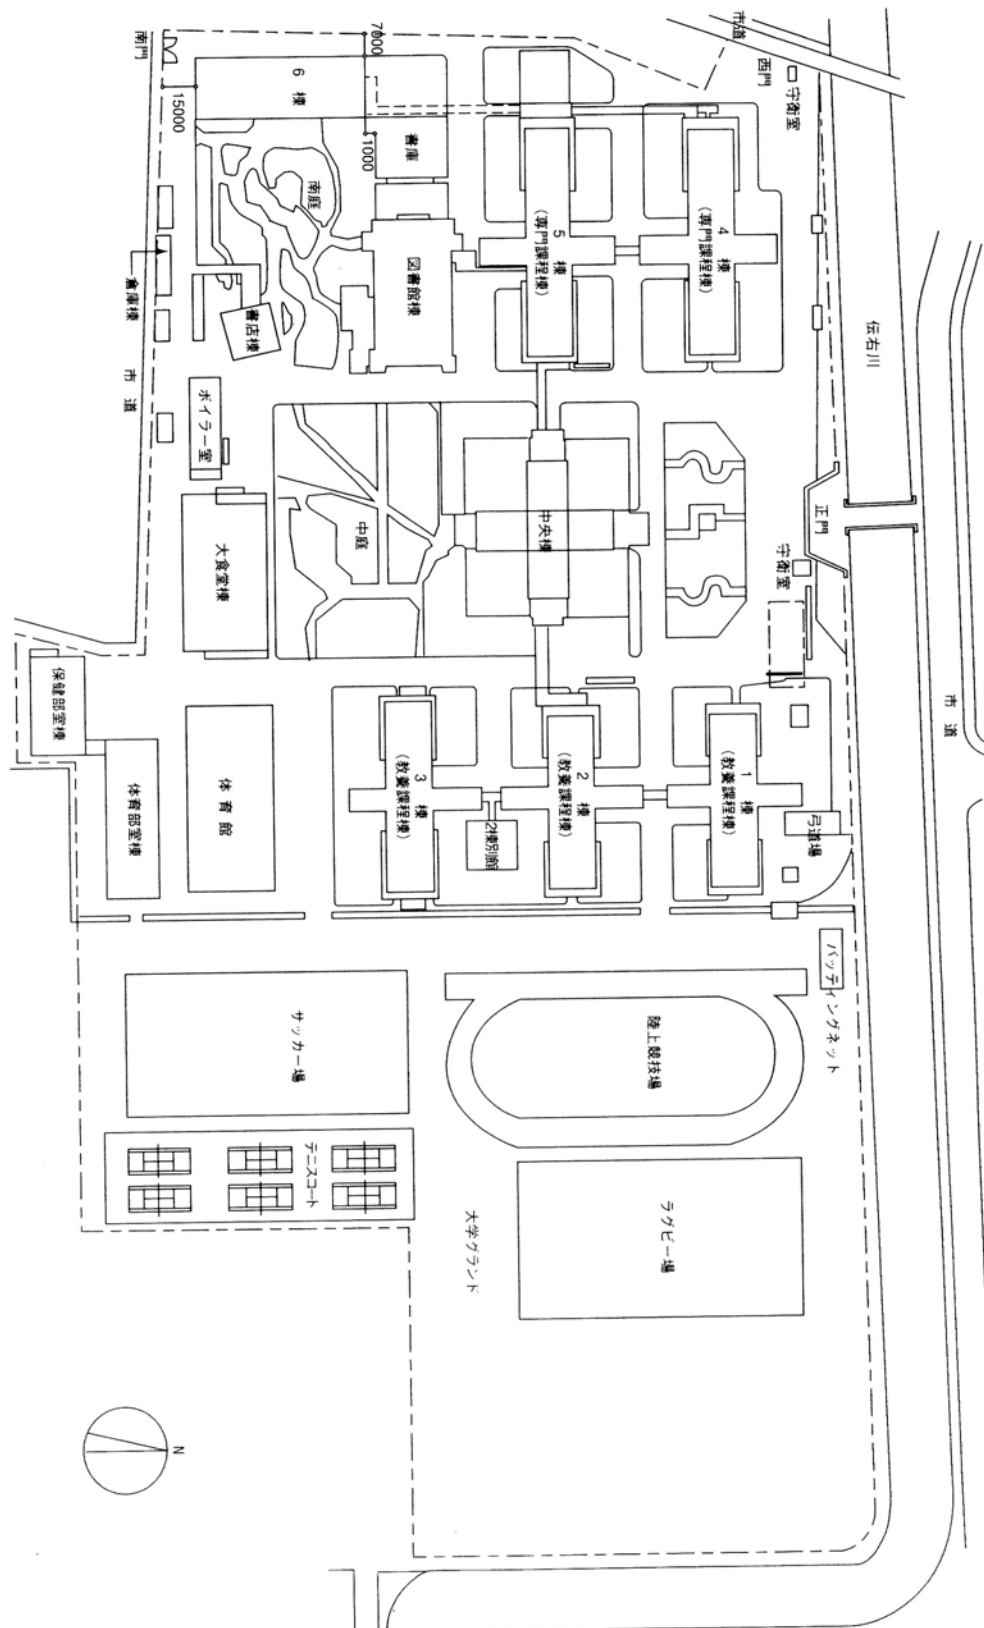 市道
西門
守衛室
7000
南門
15000
6棟
1000
書庫
南庭
図書館棟
5棟
(専門課程棟)
4棟
(専門課程棟)
伝右川
倉庫棟
市道
書店棟
ボイラー室
大食堂棟
中庭
中央棟
正門
守衛室
市道
保健部室棟
体育部室棟
体育館
3棟
(教養課程棟)
2棟別館
2棟
(教養課程棟)
1棟
(教養課程棟)
弓道場
バッティングネット
サッカー場
陸上競技場
テニスコート
大学グランド
ラグビー場
N